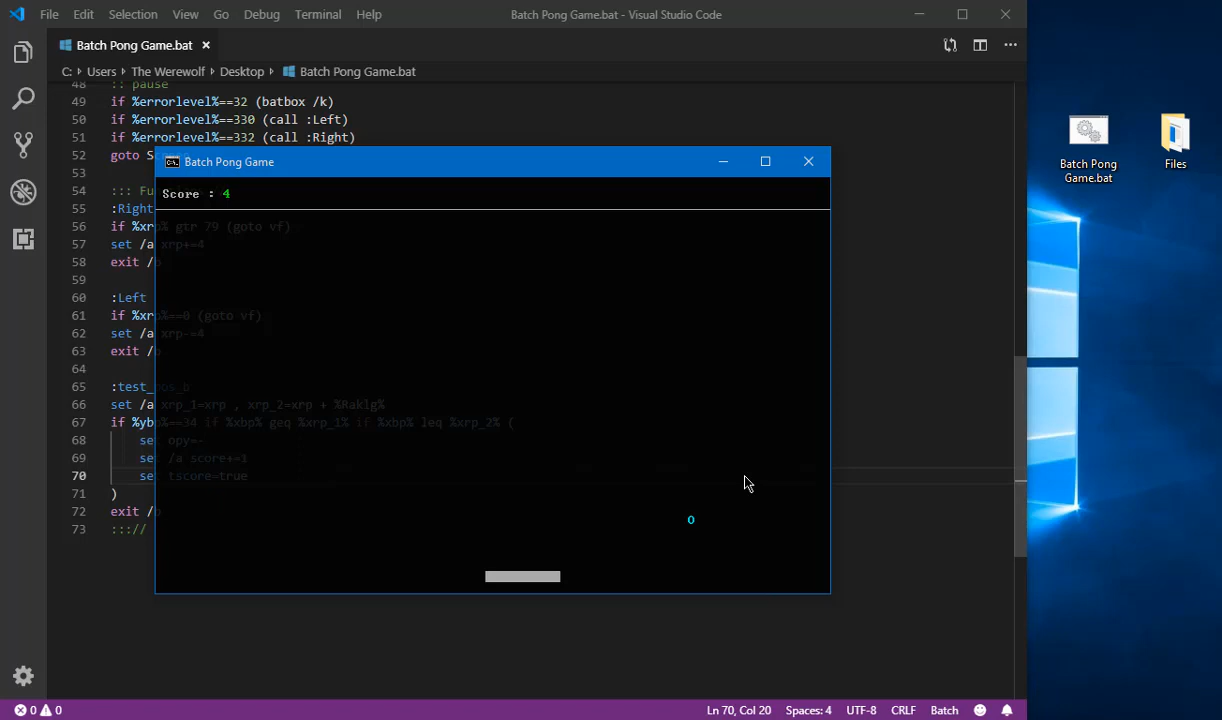 File Edit Selection View Go Debug Terminal Help Batch Pong Game.bat - Visual Studio Code
Batch Pong Game.bat ×
C: › Users › The Werewolf › Desktop › Batch Pong Game.bat
48 :: pause
49 if %errorlevel%==32 (batbox /k)
50 if %errorlevel%==330 (call :Left)
51 if %errorlevel%==332 (call :Right)
52 goto S
Batch Pong Game
53
Score : 4
54 ::: Fu
55 :Right
56 if %xrp% gtr 79 (goto vf)
57 set /a xrp+=4
58 exit /b
59
60 :Left
61 if %xrp%==0 (goto vf)
62 set /a xrp-=4
63 exit /b
64
65 :test_pos_b
66 set /a xrp_1=xrp , xrp_2=xrp + %Raklg%
67 if %ybp%==34 if %xbp% geq %xrp_1% if %xbp% leq %xrp_2% (
68 set opy=-
69 set /a score+=1
70 set tscore=true
71 )
72 exit /b
73 ::://
O
Batch Pong Game.bat
Files
0 0 Ln 70, Col 20 Spaces: 4 UTF-8 CRLF Batch